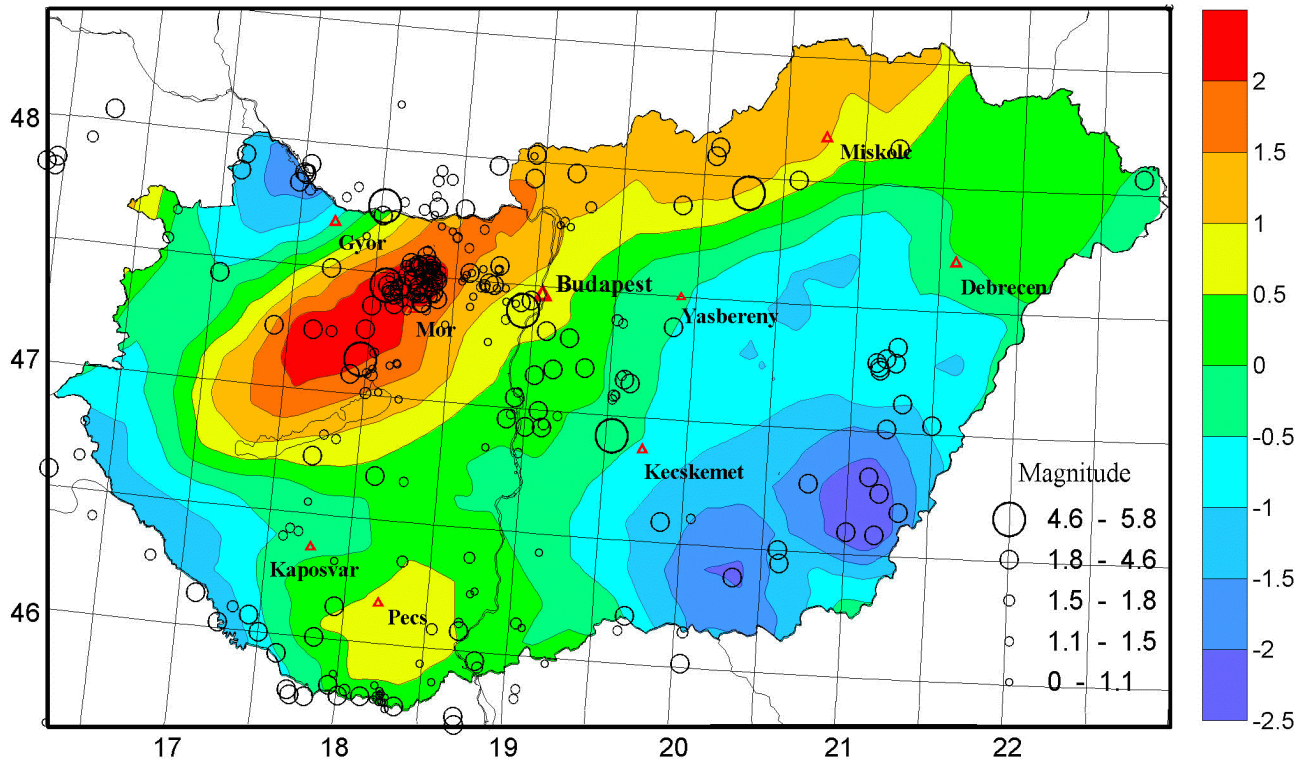 48
47
46
17
18
19
20
21
22
Gyor
Mor
Budapest
Miskolc
Debrecen
Yasbereny
Kecskemet
Kaposvar
Pecs
Magnitude
4.6 - 5.8
1.8 - 4.6
1.5 - 1.8
1.1 - 1.5
0 - 1.1
2
1.5
1
0.5
0
-0.5
-1
-1.5
-2
-2.5